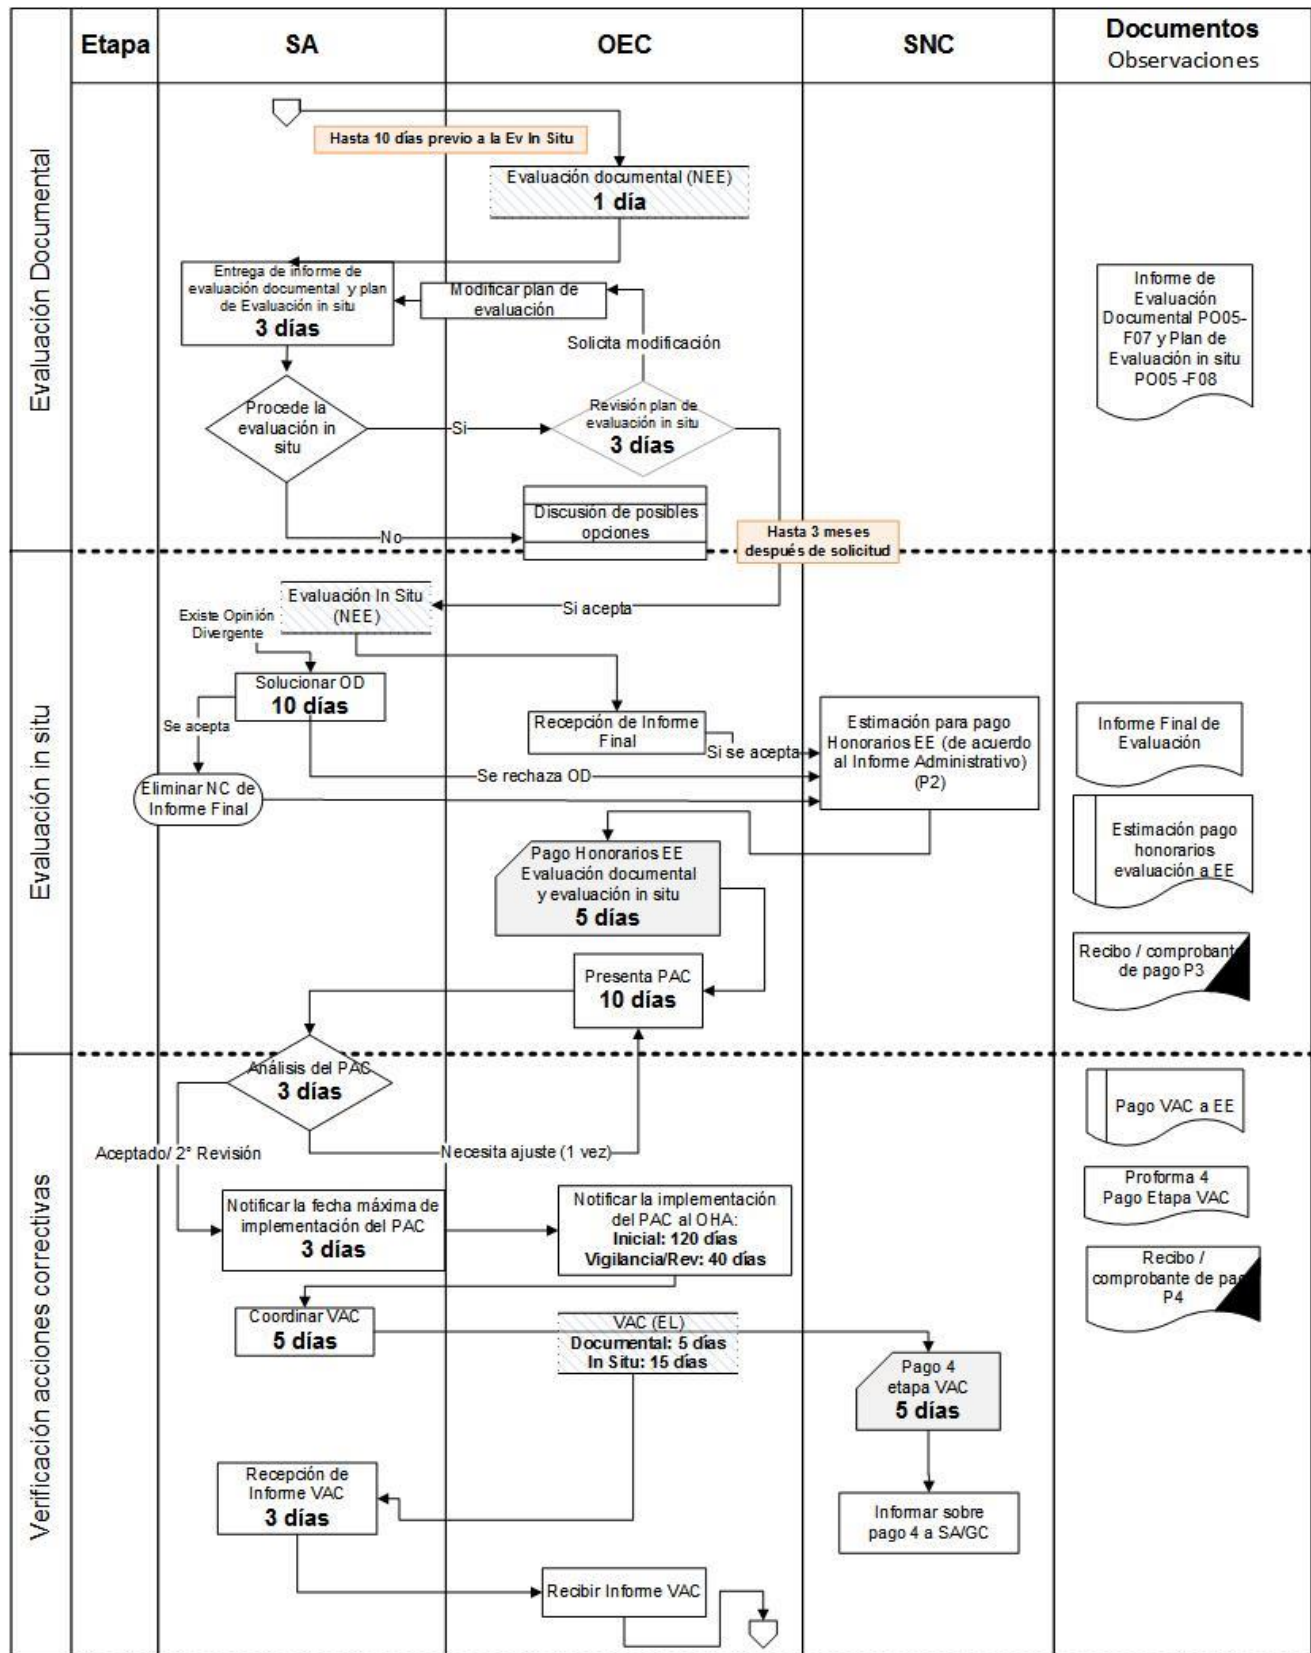 Etapa
SA
OEC
SNC
Documentos
Observaciones
Evaluación Documental
Hasta 10 días previo a la Ev In Situ
Evaluación documental (NEE)
1 día
Entrega de informe de
evaluación documental y plan
de Evaluación in situ
3 días
Modificar plan de
evaluación
Solicita modificación
Informe de
Evaluación
Documental PO05-
F07 y Plan de
Evaluación in situ
PO05 -F08
Procede la
evaluación in
situ
Si
Revisión plan de
evaluación in situ
3 días
No
Discusión de posibles
opciones
Hasta 3 meses
después de solicitud
Evaluación in situ
Evaluación In Situ
(NEE)
Si acepta
Existe Opinión
Divergente
Solucionar OD
10 días
Se acepta
Eliminar NC de
Informe Final
Recepción de Informe
Final
Si se acepta
Se rechaza OD
Estimación para pago
Honorarios EE (de acuerdo
al Informe Administrativo)
(P2)
Informe Final de
Evaluación
Estimación pago
honorarios
evaluación a EE
Pago Honorarios EE
Evaluación documental
y evaluación in situ
5 días
Recibo / comprobante
de pago P3
Presenta PAC
10 días
Verificación acciones correctivas
Análisis del PAC
3 días
Aceptado/ 2° Revisión
Necesita ajuste (1 vez)
Pago VAC a EE
Proforma 4
Pago Etapa VAC
Notificar la fecha máxima de
implementación del PAC
3 días
Notificar la implementación
del PAC al OHA:
Inicial: 120 días
Vigilancia/Rev: 40 días
Recibo /
comprobante de pago
P4
Coordinar VAC
5 días
VAC (EL)
Documental: 5 días
In Situ: 15 días
Pago 4
etapa VAC
5 días
Recepción de
Informe VAC
3 días
Informar sobre
pago 4 a SA/GC
Recibir Informe VAC